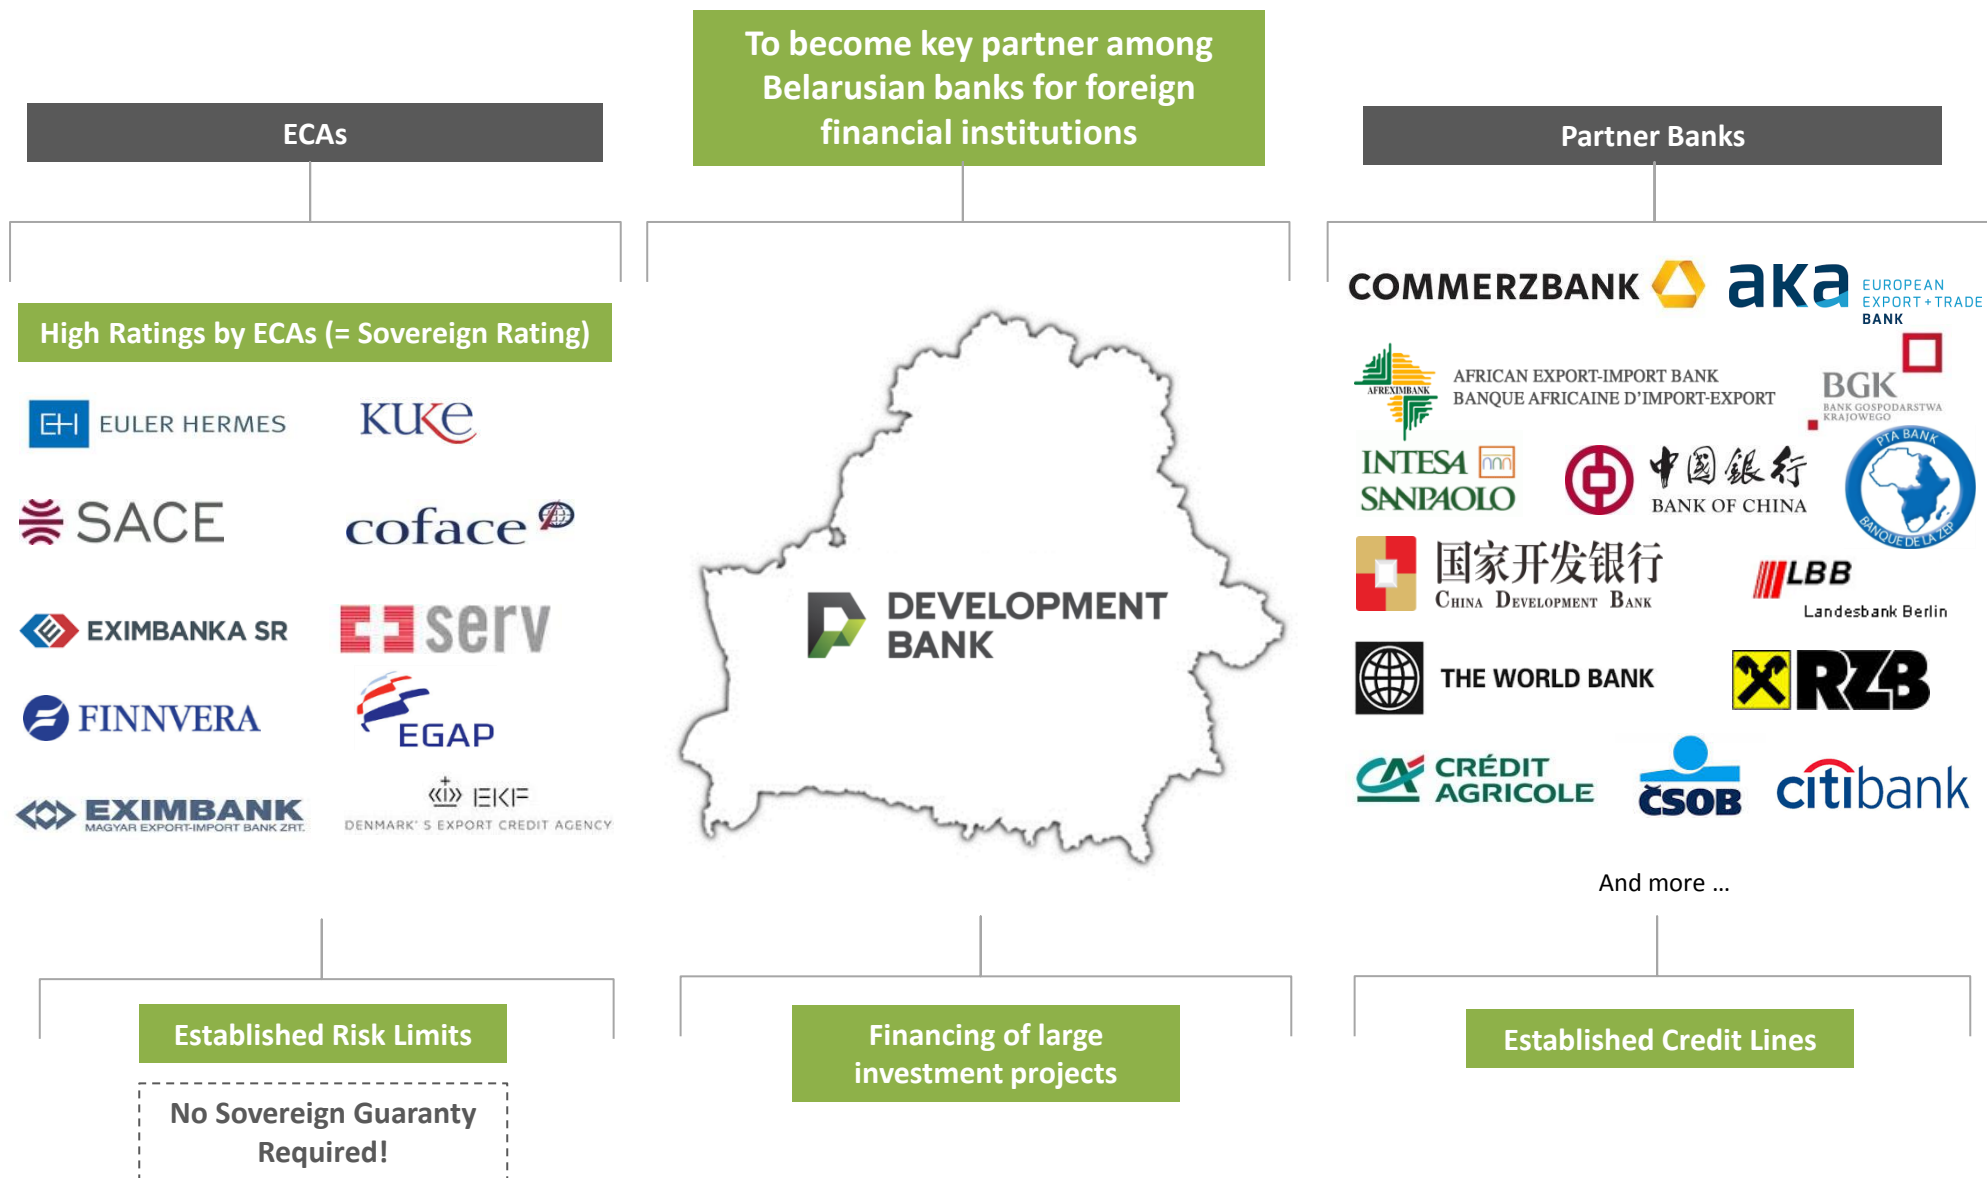 To become key partner among
Belarusian banks for foreign
financial institutions
ECAs
Partner Banks
High Ratings by ECAs (= Sovereign Rating)
EH EULER HERMES
KUKE
SACE
coface
EXIMBANKA SR
serv
FINNVERA
EGAP
EXIMBANK
MAGYAR EXPORT-IMPORT BANK ZRT.
EKF
DENMARK' S EXPORT CREDIT AGENCY
Established Risk Limits
No Sovereign Guaranty
Required!
DEVELOPMENT
BANK
Financing of large
investment projects
COMMERZBANK
aka EUROPEAN
EXPORT+TRADE
BANK
AFREXIMBANK
AFRICAN EXPORT-IMPORT BANK
BANQUE AFRICAINE D'IMPORT-EXPORT
BGK
BANK GOSPODARSTWA
KRAJOWEGO
INTESA
SANPAOLO
中國銀行
BANK OF CHINA
PTA BANK
BANQUE DE LA ZEP
国家开发银行
CHINA DEVELOPMENT BANK
LBB
Landesbank Berlin
THE WORLD BANK
RZB
CA CRÉDIT
AGRICOLE
ČSOB
citibank
And more ...
Established Credit Lines